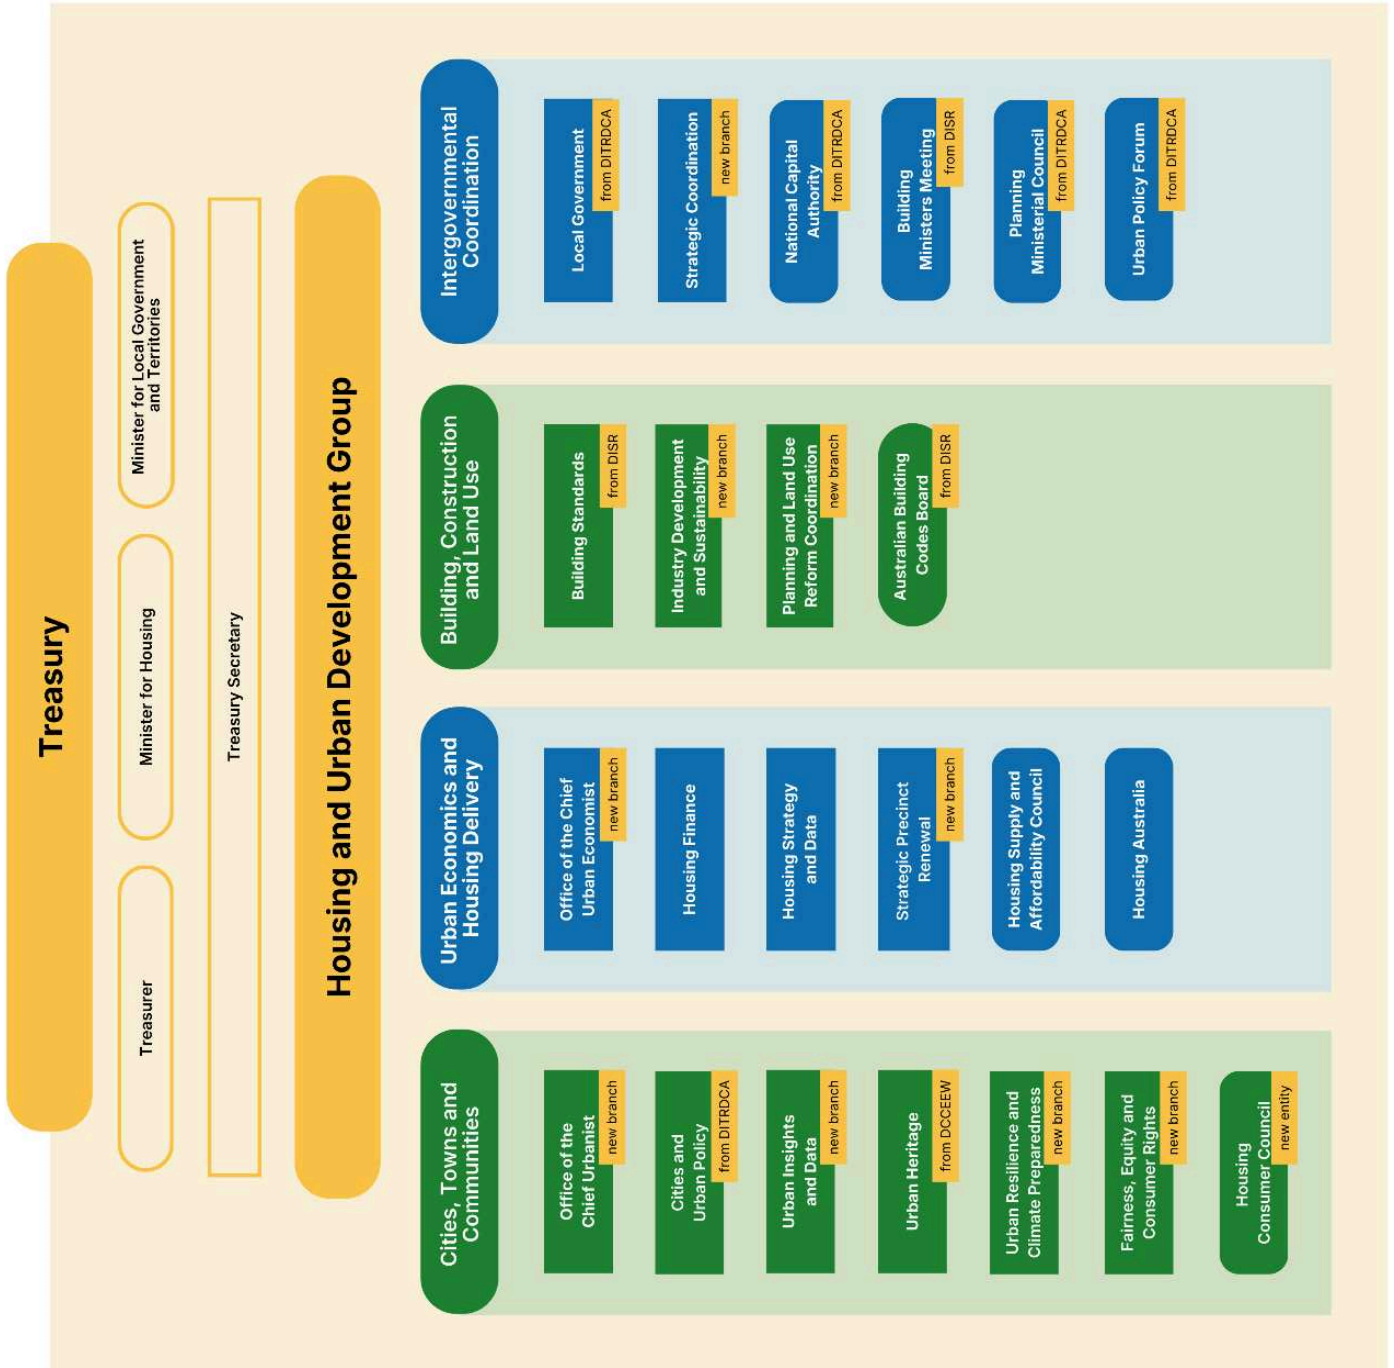 Treasury
Treasurer
Minister for Housing
Minister for Local Government
and Territories
Treasury Secretary
Housing and Urban Development Group
Cities, Towns and
Communities
Office of the
Chief Urbanist
new branch
Cities and
Urban Policy
from DITRDCA
Urban Insights
and Data
new branch
Urban Heritage
from DCCEEW
Urban Resilience and
Climate Preparedness
new branch
Fairness, Equity and
Consumer Rights
new branch
Housing
Consumer Council
new entity
Urban Economics and
Housing Delivery
Office of the Chief
Urban Economist
new branch
Housing Finance
Housing Strategy
and Data
Strategic Precinct
Renewal
new branch
Housing Supply and
Affordability Council
Housing Australia
Building, Construction
and Land Use
Building Standards
from DISR
Industry Development
and Sustainability
new branch
Planning and Land Use
Reform Coordination
new branch
Australian Building
Codes Board
from DISR
Intergovernmental
Coordination
Local Government
from DITRDCA
Strategic Coordination
new branch
National Capital
Authority
from DITRDCA
Building
Ministers Meeting
from DISR
Planning
Ministerial Council
from DITRDCA
Urban Policy Forum
from DITRDCA